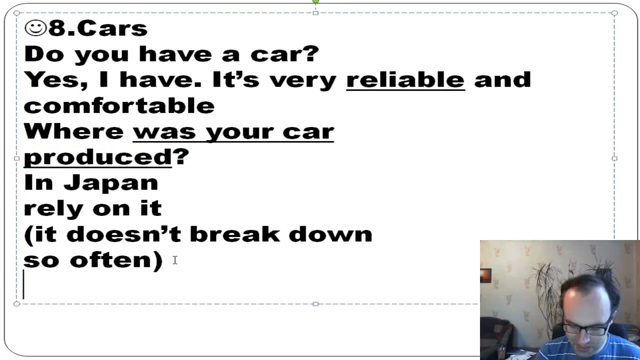 ☺8.Cars
Do you have a car?
Yes, I have. It's very reliable and
comfortable
Where was your car
produced?
In Japan
rely on it
(it doesn't break down
so often)